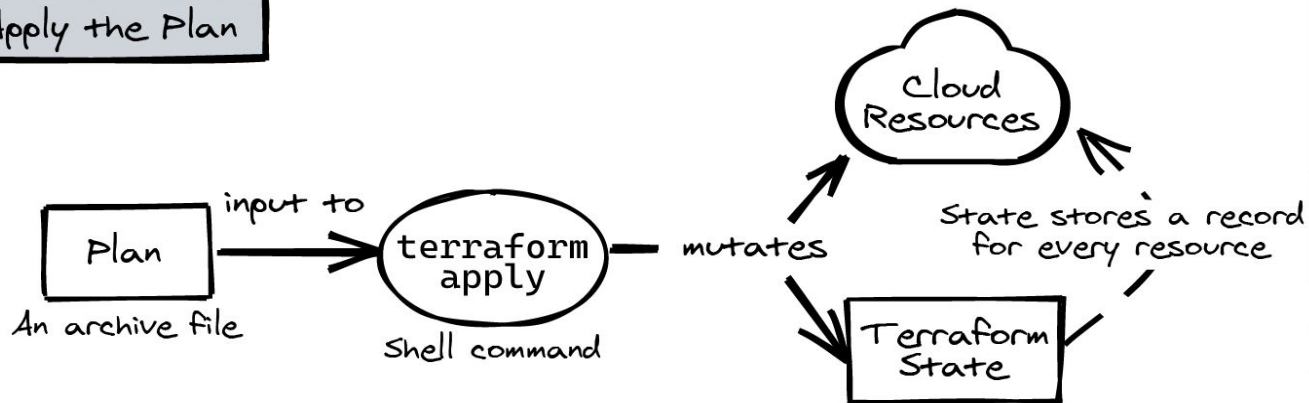 Apply the Plan
Cloud
Resources
input to
Plan
terraform
apply
mutates
State stores a record
for every resource
An archive file
Shell command
Terraform
State